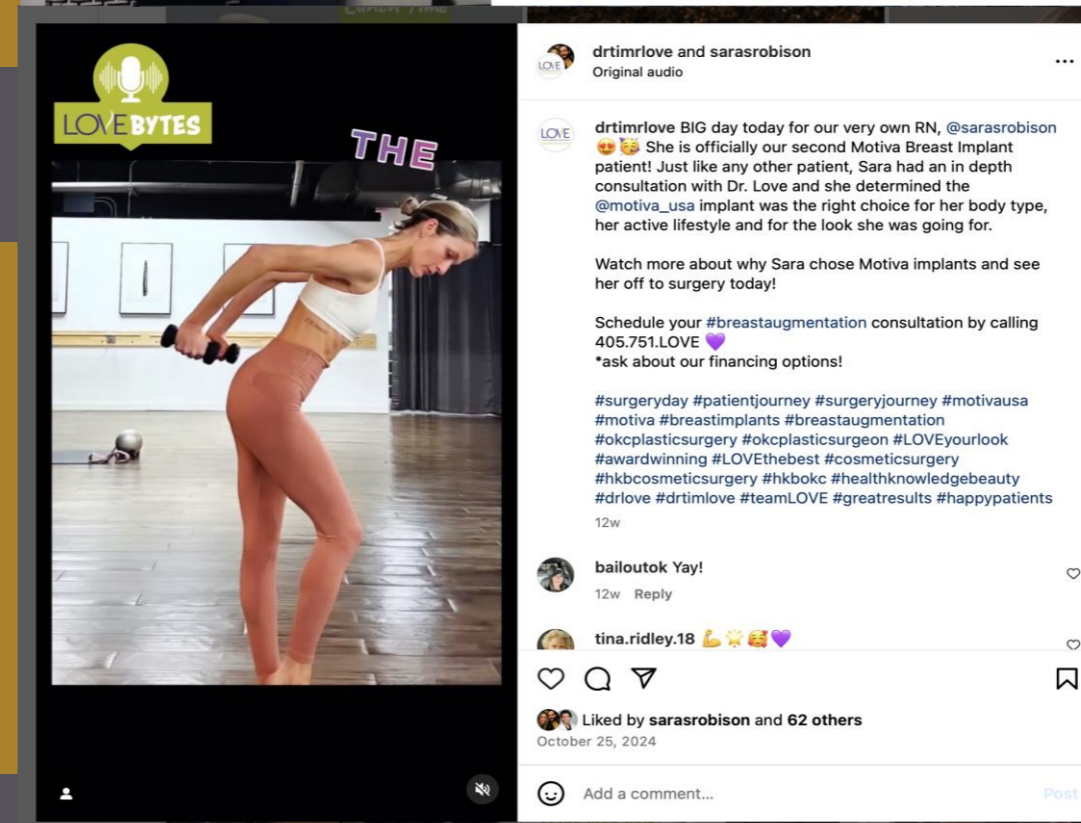 Lunch Time
LOVE BYTES
THE
drtimrlove and sarasrobison
Original audio
LOVE
LOVE
drtimrlove BIG day today for our very own RN, @sarasrobison
😍 🥳 She is officially our second Motiva Breast Implant
patient! Just like any other patient, Sara had an in depth
consultation with Dr. Love and she determined the
@motiva_usa implant was the right choice for her body type,
her active lifestyle and for the look she was going for.
Watch more about why Sara chose Motiva implants and see
her off to surgery today!
Schedule your #breastaugmentation consultation by calling
405.751.LOVE 💜
*ask about our financing options!
#surgeryday #patientjourney #surgeryjourney #motivausa
#motiva #breastimplants #breastaugmentation
#okcplasticsurgery #okcplasticsurgeon #LOVEyourlook
#awardwinning #LOVEthebest #cosmeticsurgery
#hkbcosmeticsurgery #hkbokc #healthknowledgebeauty
#drlove #drtimlove #teamLOVE #greatresults #happypatients
12w
bailoutok Yay!
12w Reply
tina.ridley.18 💪🌟🥰💜
Liked by sarasrobison and 62 others
October 25, 2024
Add a comment...
Post